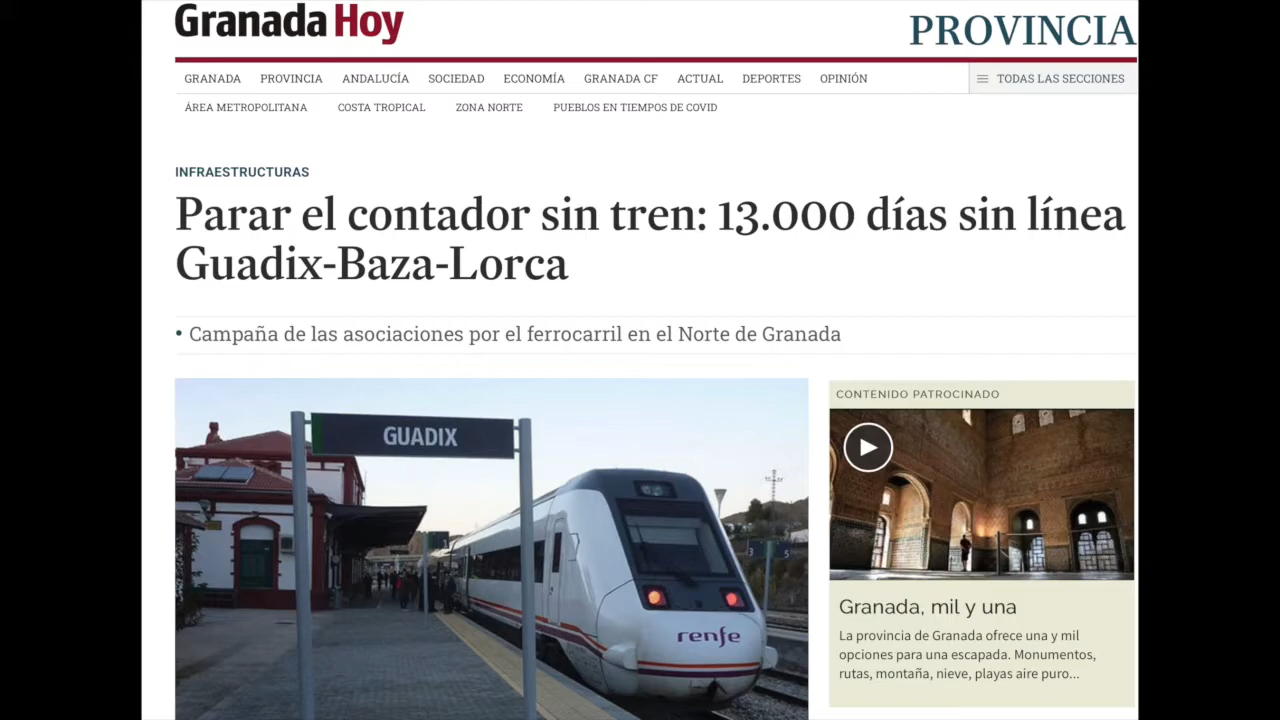 Granada Hoy
PROVINCIA
GRANADA PROVINCIA ANDALUCÍA SOCIEDAD ECONOMÍA GRANADA CF ACTUAL DEPORTES OPINIÓN
TODAS LAS SECCIONES
ÁREA METROPOLITANA COSTA TROPICAL ZONA NORTE PUEBLOS EN TIEMPOS DE COVID
INFRAESTRUCTURAS
Parar el contador sin tren: 13.000 días sin línea
Guadix-Baza-Lorca
• Campaña de las asociaciones por el ferrocarril en el Norte de Granada
GUADIX
3 5
renfe
CONTENIDO PATROCINADO
Granada, mil y una
La provincia de Granada ofrece una y mil
opciones para una escapada. Monumentos,
rutas, montaña, nieve, playas aire puro...